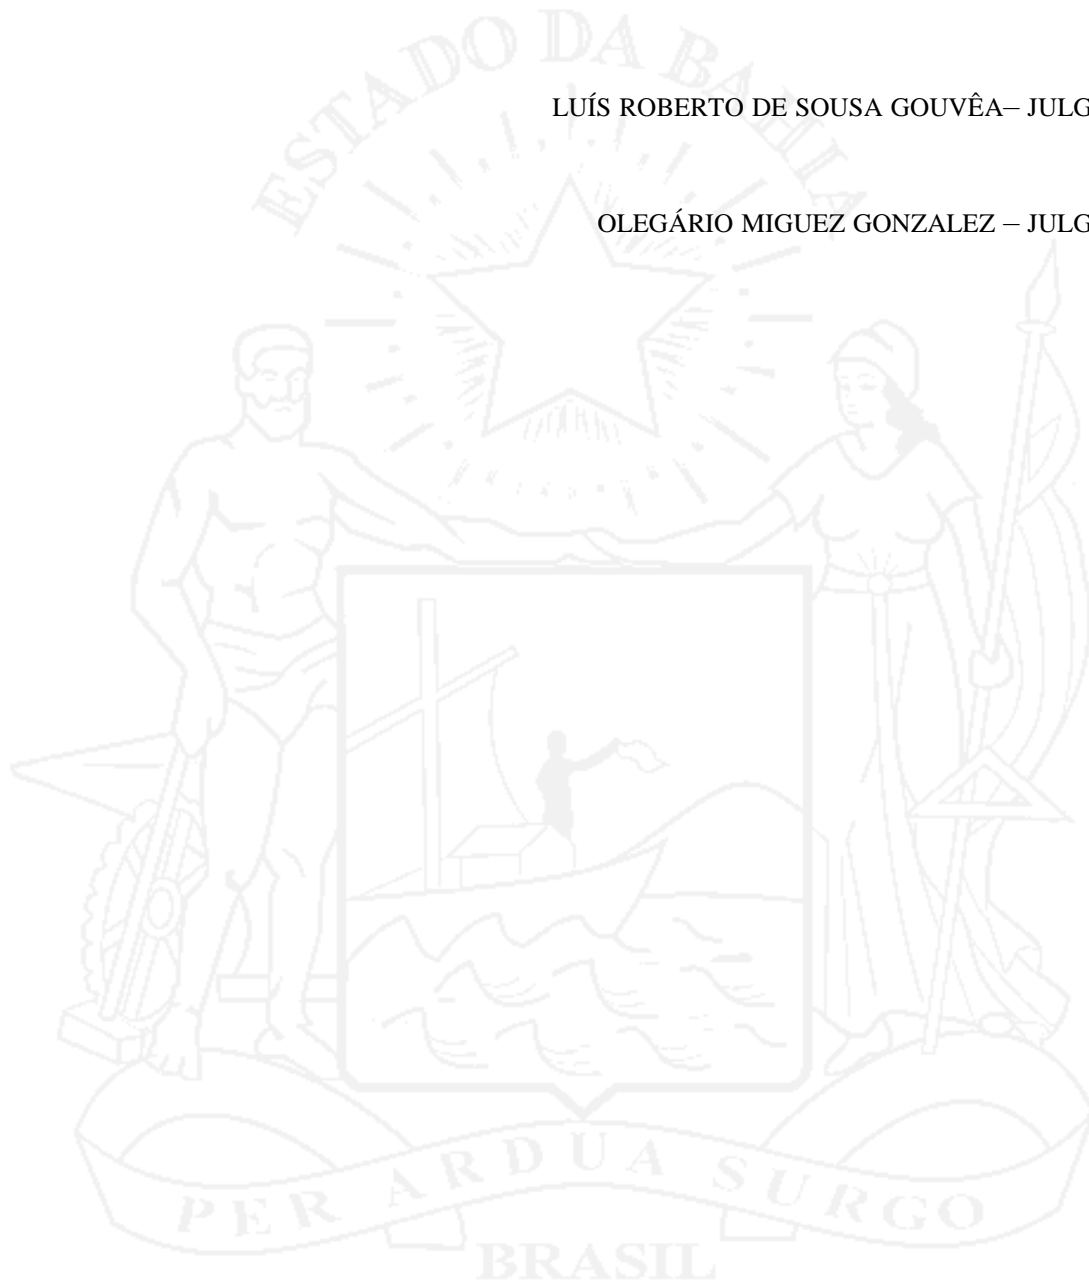 ESTADO DA BAHIA
LUÍS ROBERTO DE SOUSA GOUVÊA– JULG
OLEGÁRIO MIGUEZ GONZALEZ – JULG
PER ARDUA SURGO
BRASIL